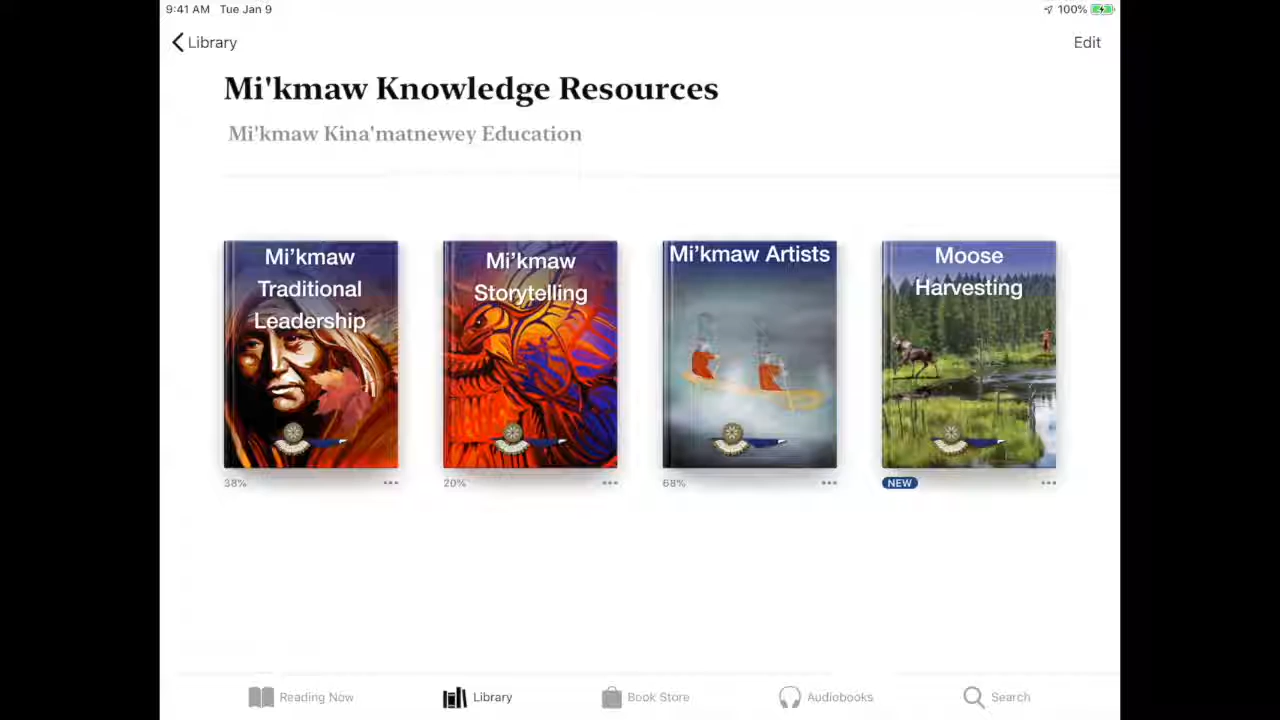 9:41 AM Tue Jan 9
100%
Library
Edit
Mi'kmaw Knowledge Resources
Mi'kmaw Kina'matnewey Education
Mi’kmaw
Traditional
Leadership
Mi’kmaw
Storytelling
Mi’kmaw Artists
Moose
Harvesting
38%
20%
68%
NEW
Reading Now
Library
Book Store
Audiobooks
Search